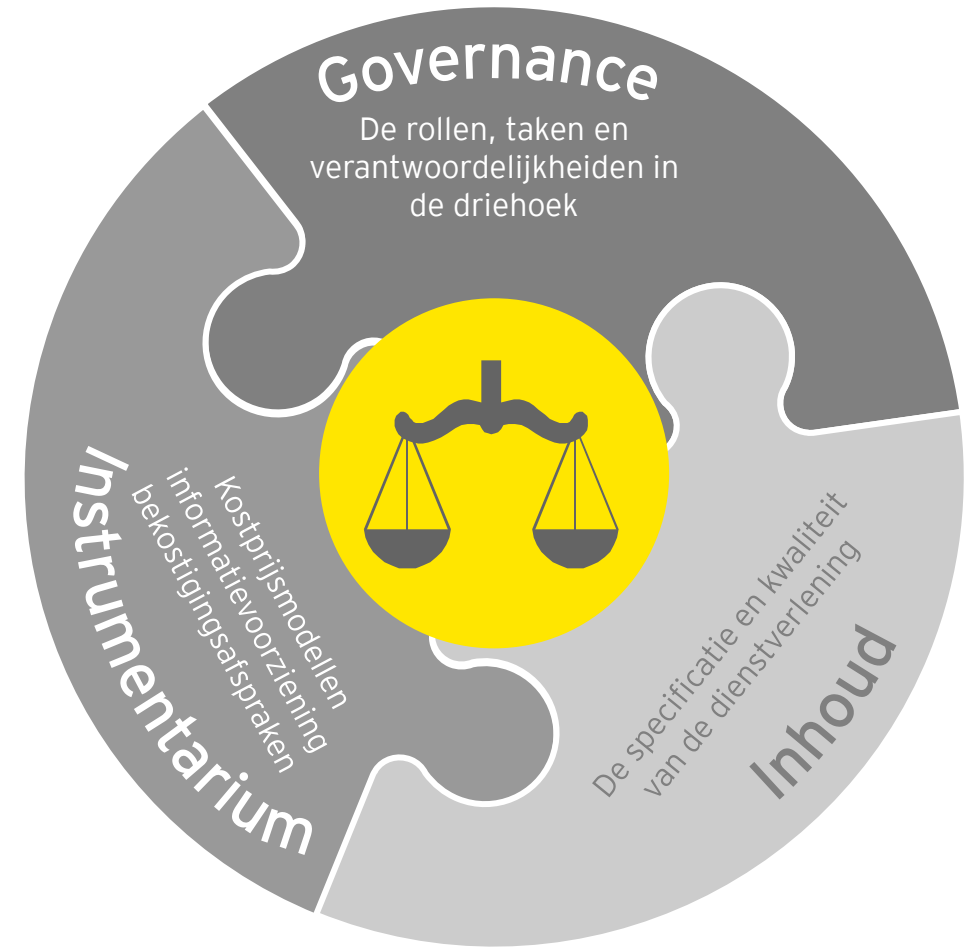 Governance
De rollen, taken en
verantwoordelijkheden in
de driehoek
Instrumentarium
Kostprijsmodellen
informatievoorziening
bekostigingsafspraken
De specificatie en kwaliteit
van de dienstverlening
Inhoud